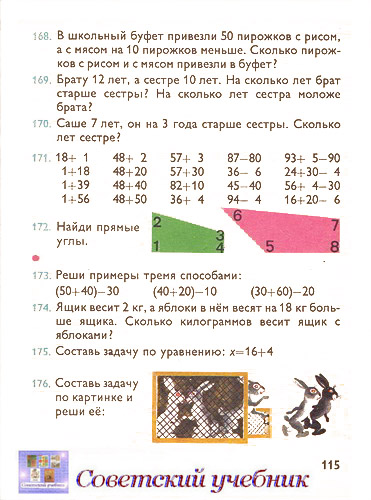 168. В школьный буфет привезли 50 пирожков с рисом,
а с мясом на 10 пирожков меньше. Сколько пирож-
ков с рисом и с мясом привезли в буфет?
169. Брату 12 лет, а сестре 10 лет. На сколько лет брат
старше сестры? На сколько лет сестра моложе
брата?
170. Саше 7 лет, он на 3 года старше сестры. Сколько
лет сестре?
171. 18+ 1 48+ 2 57+ 3 87−80 93+ 5−90
1+18 48+20 57+30 36− 6 24+30− 4
1+39 48+40 82+10 45−40 56+ 4−30
1+56 48+50 36+ 4 94− 4 16+20− 6
172. Найди прямые
углы.
2 3 1 4 6 7 5 8
173. Реши примеры тремя способами:
(50+40)−30 (40+20)−10 (30+60)−20
174. Ящик весит 2 кг, а яблоки в нём весят на 18 кг боль-
ше ящика. Сколько килограммов весит ящик с
яблоками?
175. Составь задачу по уравнению: x=16+4
176. Составь задачу
по картинке и
реши её:
115
Советский учебник